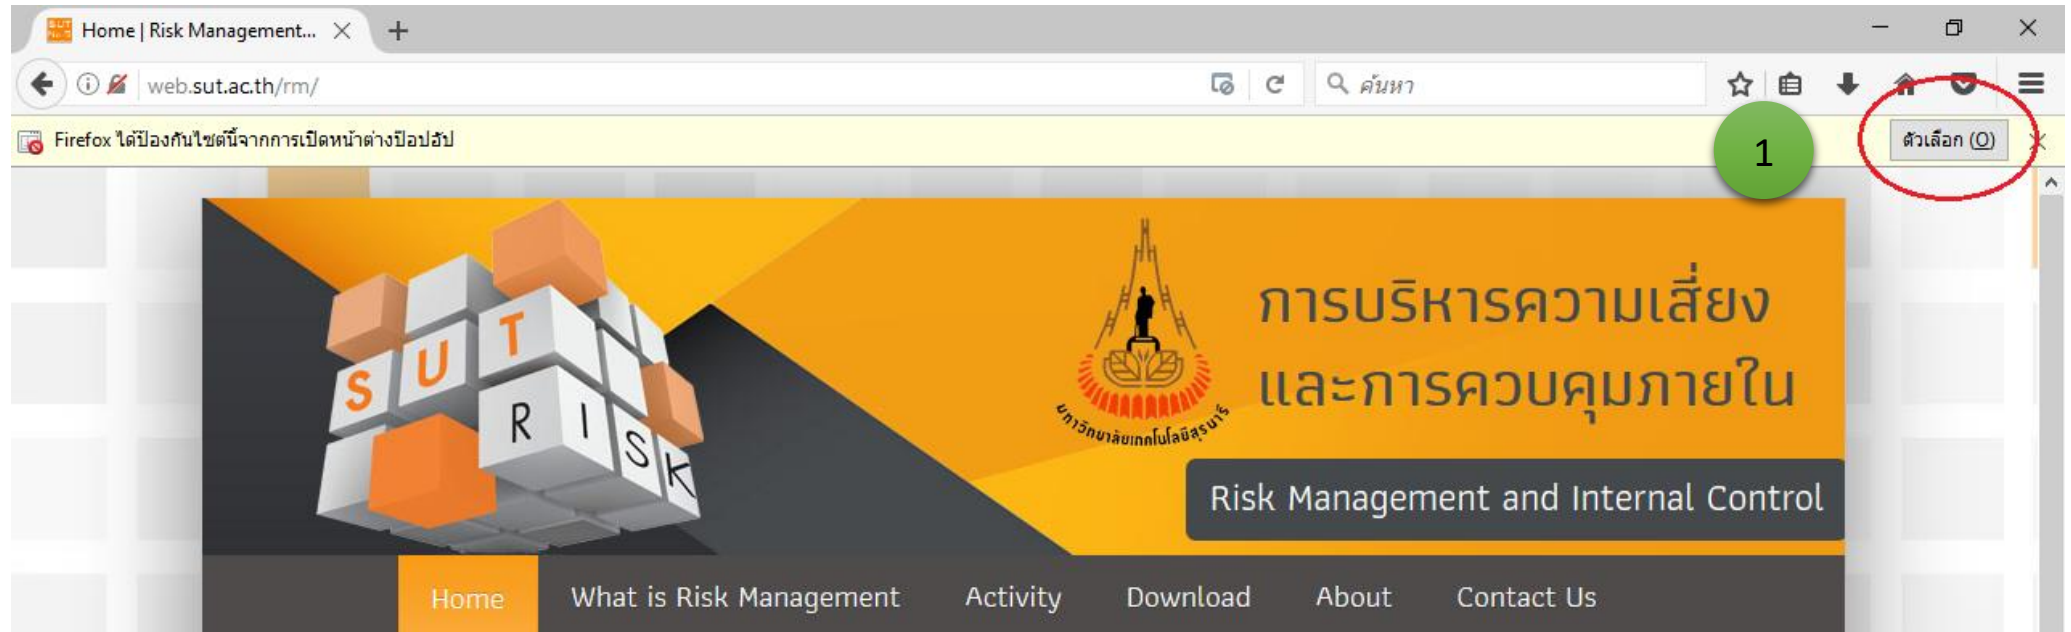 Home | Risk Management...
web.sut.ac.th/rm/
ค้นหา
Firefox ได้ป้องกันไซต์นี้จากการเปิดหน้าต่างป๊อปอัป
1
ตัวเลือก (O)
SUT
RISK
มหาวิทยาลัยเทคโนโลยีสุรนารี
การบริหารความเสี่ยง
และการควบคุมภายใน
Risk Management and Internal Control
Home What is Risk Management Activity Download About Contact Us